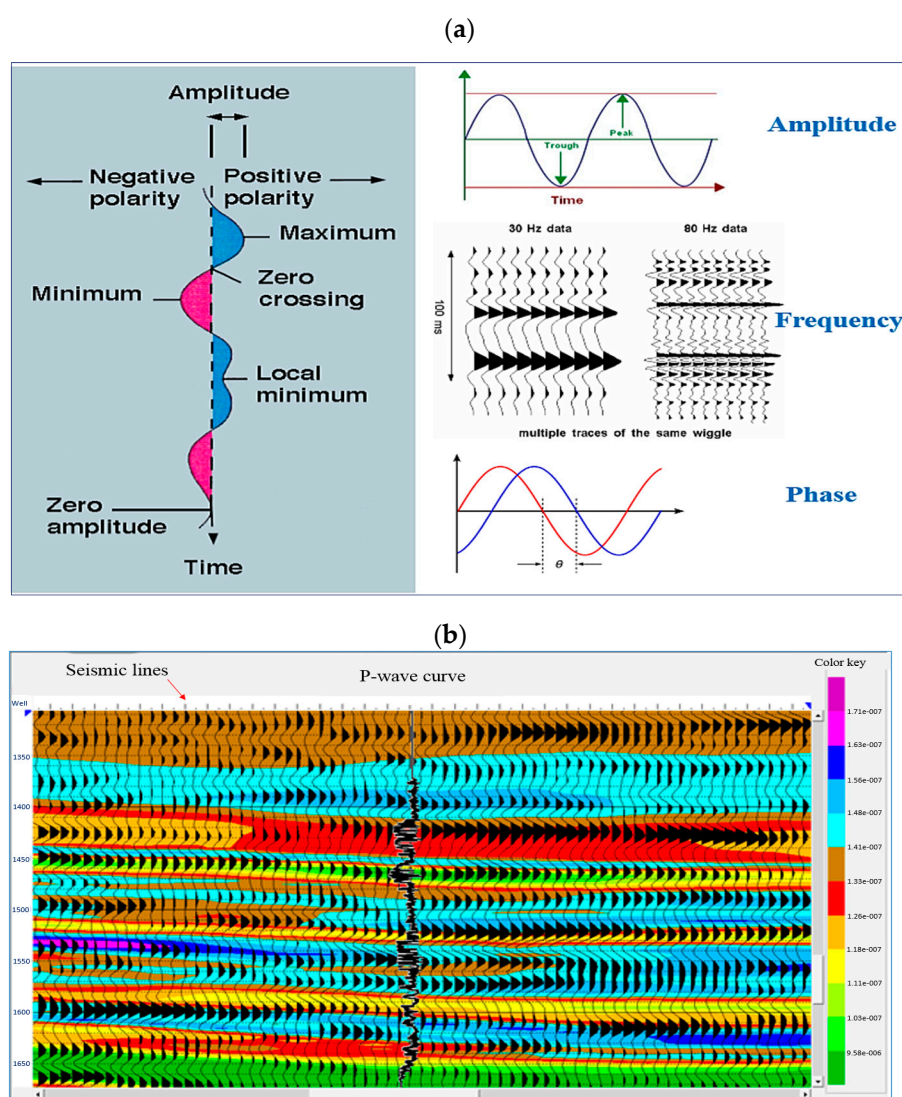 (a)
Amplitude
Negative polarity
Positive polarity
Maximum
Minimum
Zero crossing
Local minimum
Zero amplitude
Time
Peak
Trough
Time
Amplitude
30 Hz data
80 Hz data
100 ms
Frequency
multiple traces of the same wiggle
Phase
θ
(b)
Seismic lines
P-wave curve
Color key
Well
1350
1400
1450
1500
1550
1600
1650
1.71e-007
1.63e-007
1.56e-007
1.48e-007
1.41e-007
1.33e-007
1.26e-007
1.18e-007
1.11e-007
1.03e-007
9.58e-006